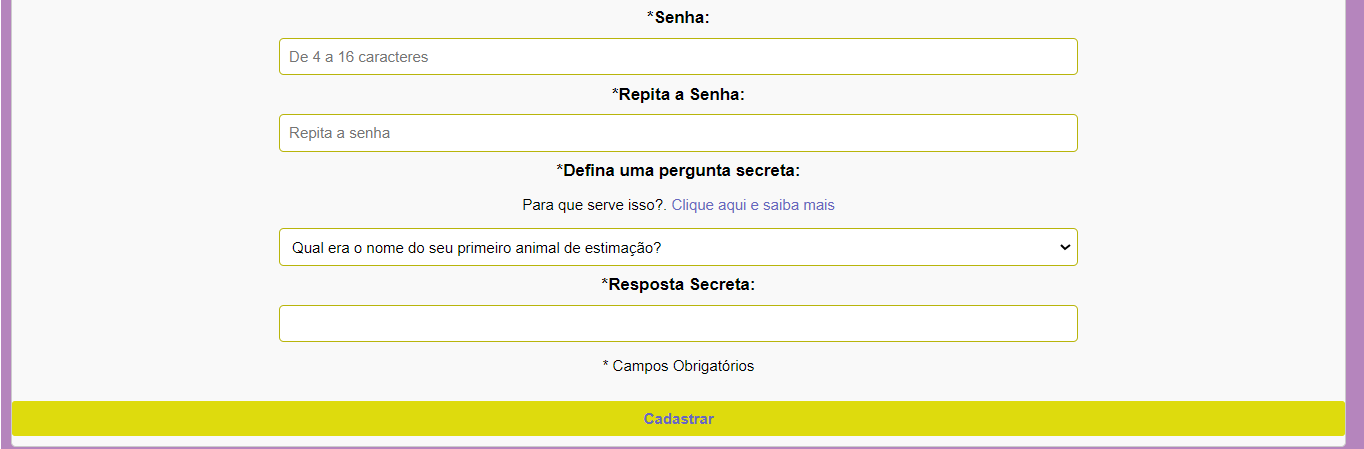 *Senha:
De 4 a 16 caracteres
*Repita a Senha:
Repita a senha
*Defina uma pergunta secreta:
Para que serve isso?. Clique aqui e saiba mais
Qual era o nome do seu primeiro animal de estimação?
*Resposta Secreta:
* Campos Obrigatórios
Cadastrar